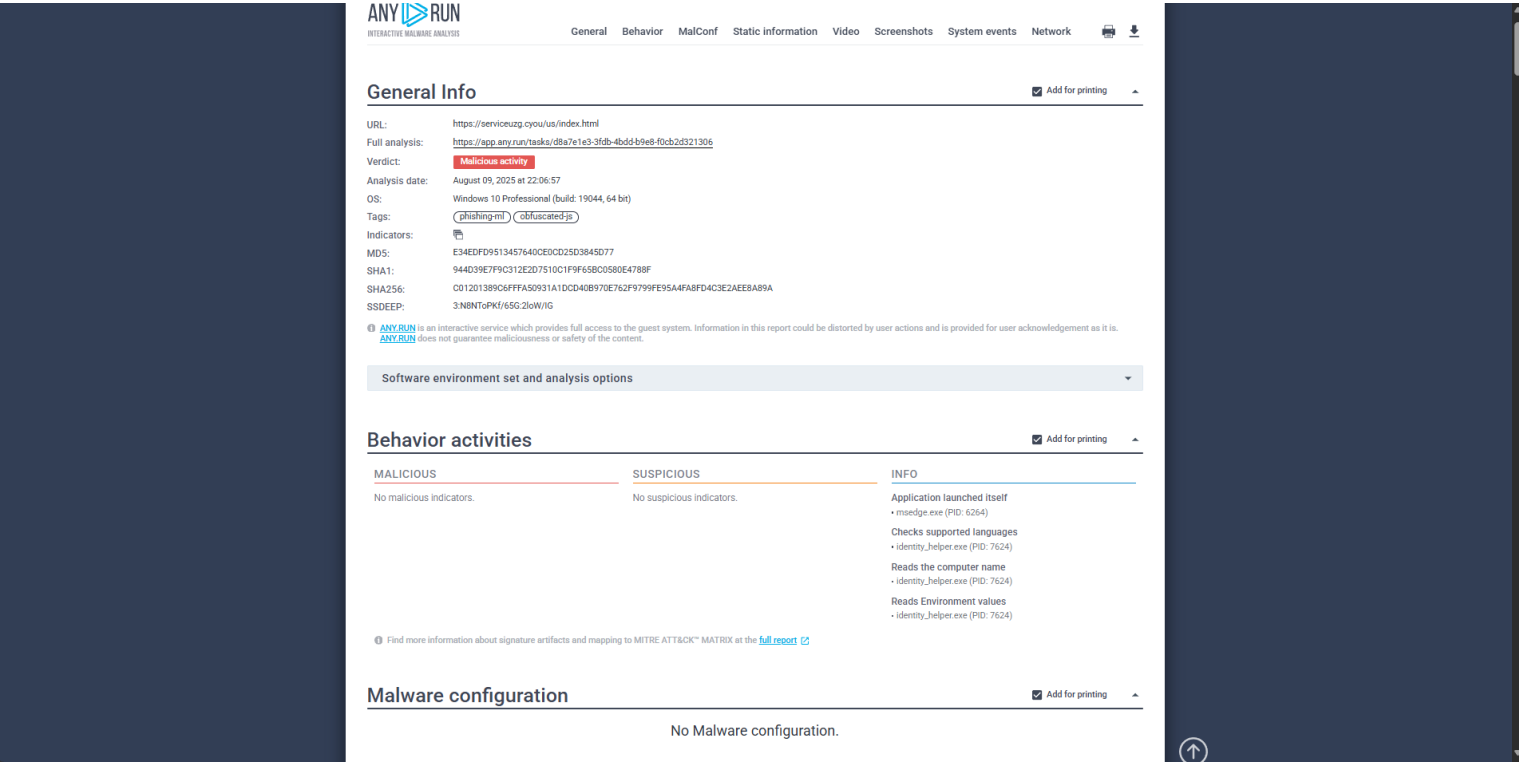 ANY RUN
INTERACTIVE MALWARE ANALYSIS
General Behavior MalConf Static information Video Screenshots System events Network
General Info
Add for printing
URL: https://serviceuzg.cyou/us/index.html
Full analysis: https://app.any.run/tasks/d8a7e1e3-3fdb-4bdd-b9e8-f0cb2d321306
Verdict: Malicious activity
Analysis date: August 09, 2025 at 22:06:57
OS: Windows 10 Professional (build: 19044, 64 bit)
Tags: phishing-ml obfuscated-js
Indicators:
MD5: E34EDFD9513457640CE0CD25D3845D77
SHA1: 944D39E7F9C312E2D7510C1F9F65BC0580E4788F
SHA256: C01201389C6FFFA50931A1DCD40B970E762F9799FE95A4FA8FD4C3E2AEE8A89A
SSDEEP: 3:N8NToPKf/65G:2loW/IG
ANY.RUN is an interactive service which provides full access to the guest system. Information in this report could be distorted by user actions and is provided for user acknowledgement as it is.
ANY.RUN does not guarantee maliciousness or safety of the content.
Software environment set and analysis options
Behavior activities
Add for printing
MALICIOUS
No malicious indicators.
SUSPICIOUS
No suspicious indicators.
INFO
Application launched itself
• msedge.exe (PID: 6264)
Checks supported languages
• identity_helper.exe (PID: 7624)
Reads the computer name
• identity_helper.exe (PID: 7624)
Reads Environment values
• identity_helper.exe (PID: 7624)
Find more information about signature artifacts and mapping to MITRE ATT&CK™ MATRIX at the full report
Malware configuration
Add for printing
No Malware configuration.